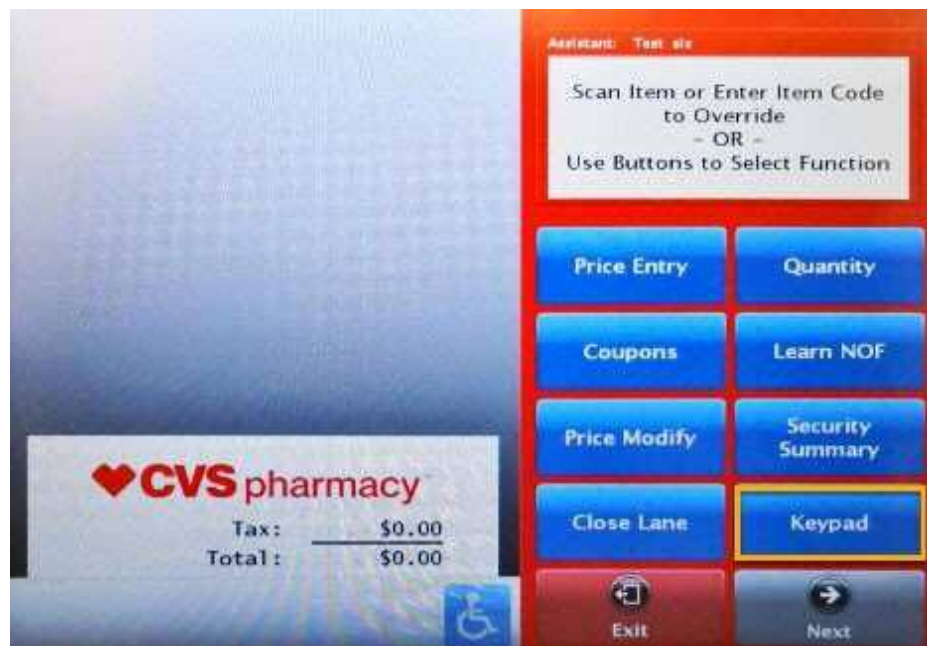 Assistant: Test six
Scan Item or Enter Item Code
to Override
- OR -
Use Buttons to Select Function
Price Entry
Quantity
Coupons
Learn NOF
Price Modify
Security
Summary
Close Lane
Keypad
CVS pharmacy
Tax: $0.00
Total: $0.00
Exit
Next